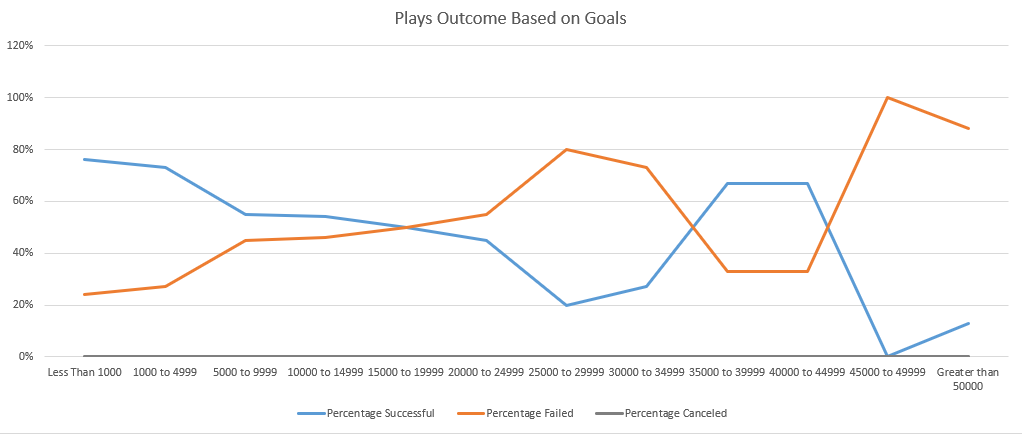 Plays Outcome Based on Goals
120%
100%
80%
60%
40%
20%
0%
Less Than 1000 1000 to 4999 5000 to 9999 10000 to 14999 15000 to 19999 20000 to 24999 25000 to 29999 30000 to 34999 35000 to 39999 40000 to 44999 45000 to 49999 Greater than
50000
Percentage Successful Percentage Failed Percentage Canceled